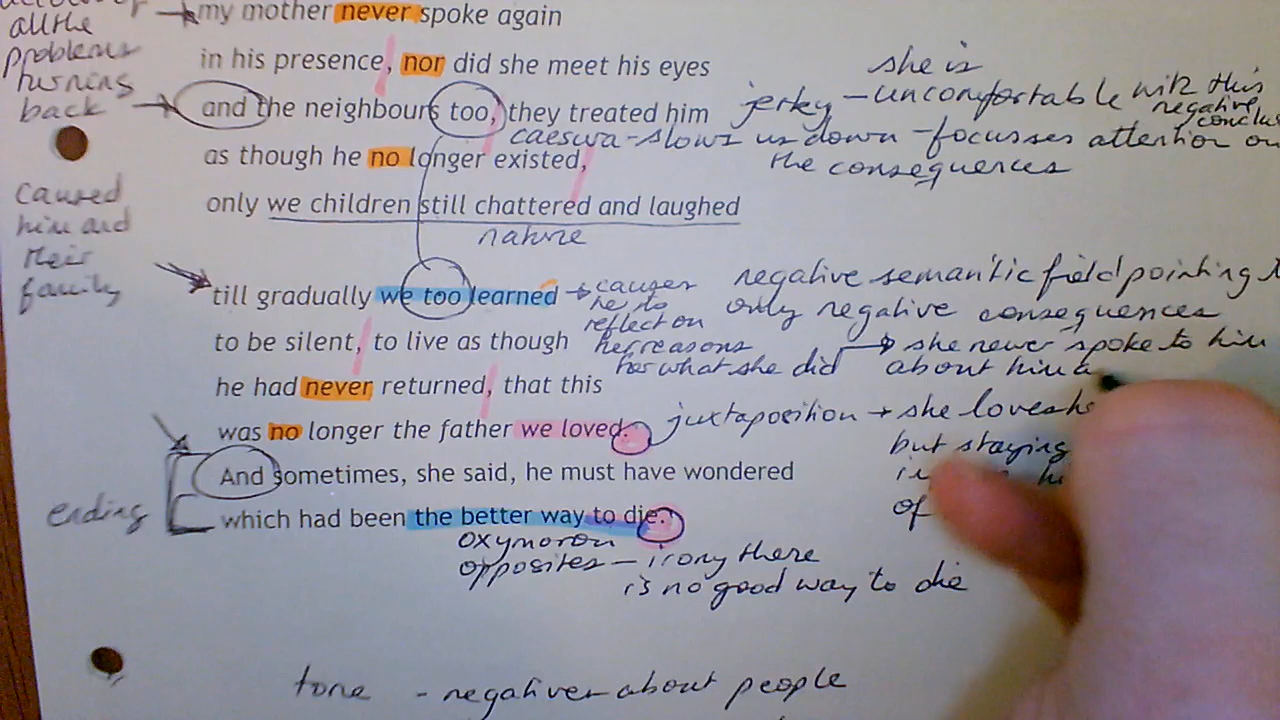 all the
problems
turning
back
my mother never spoke again
in his presence, nor did she meet his eyes
she is
and the neighbours too, they treated him
jerky - uncomfortable with this
negative
conclus
caesura - slows us down - focusses attention on
the consequences
as though he no longer existed,
only we children still chattered and laughed
nature
caused
him and
their
family
till gradually we too learned
causes
her to
reflect on
her reasons
for what she did
negative semantic field pointing
only negative consequences
to be silent, to live as though
she never spoke to him
about him a
he had never returned, that this
was no longer the father we loved.
juxtaposition → she loves h
but staying
of
And sometimes, she said, he must have wondered
ending
which had been the better way to die.
oxymoron
opposites - irony there
is no good way to die
tone - negative about people